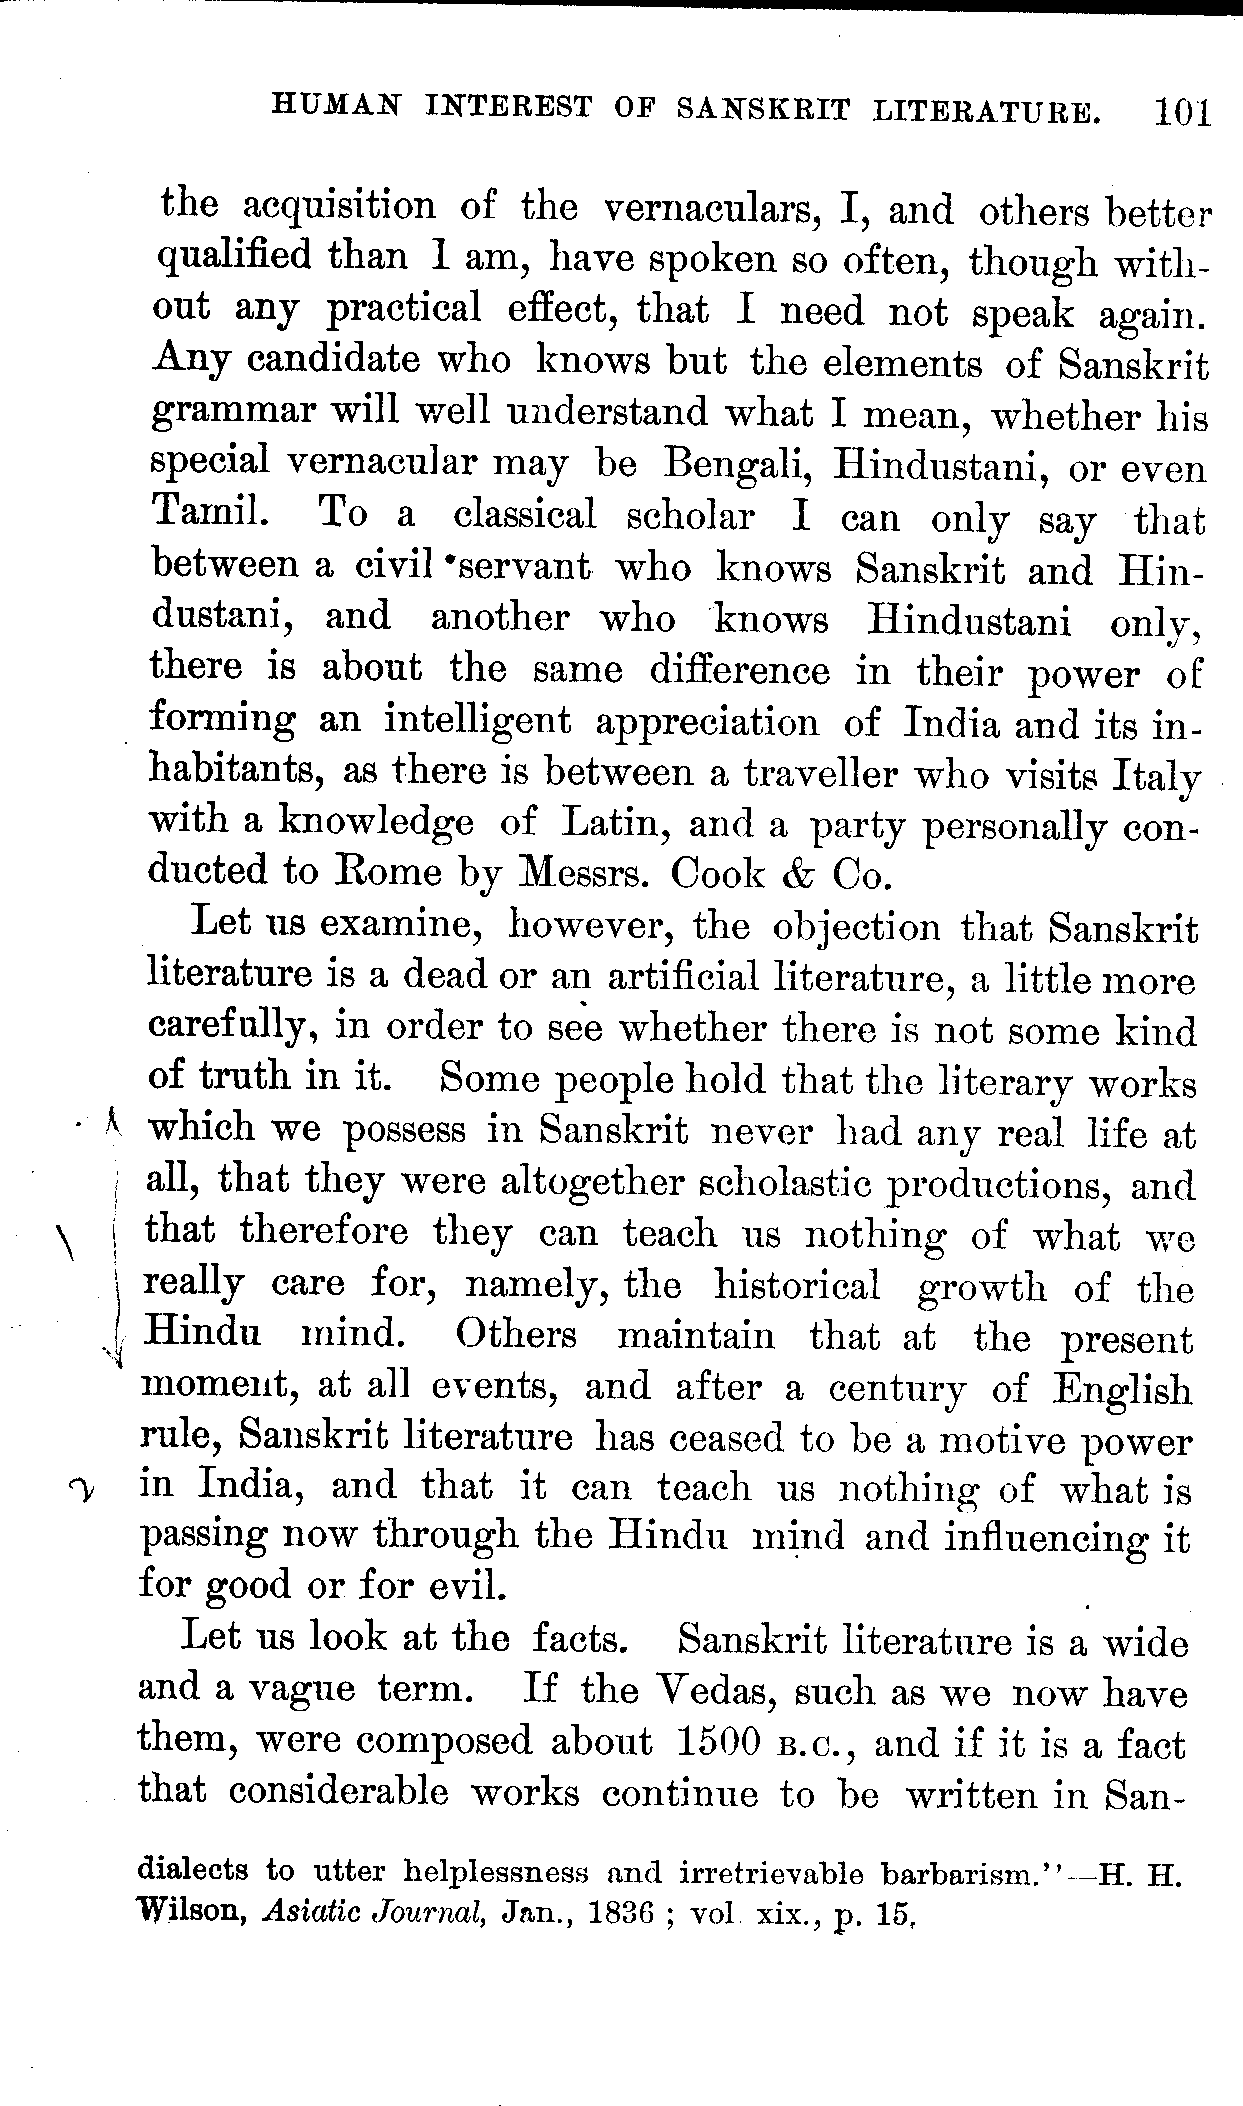 HUMAN INTEREST OF SANSKRIT LITERATURE. 101
the acquisition of the vernaculars, I, and others better
qualified than I am, have spoken so often, though with-
out any practical effect, that I need not speak again.
Any candidate who knows but the elements of Sanskrit
grammar will well understand what I mean, whether his
special vernacular may be Bengali, Hindustani, or even
Tamil. To a classical scholar I can only say that
between a civil servant who knows Sanskrit and Hin-
dustani, and another who knows Hindustani only,
there is about the same difference in their power of
forming an intelligent appreciation of India and its in-
habitants, as there is between a traveller who visits Italy
with a knowledge of Latin, and a party personally con-
ducted to Rome by Messrs. Cook & Co.
Let us examine, however, the objection that Sanskrit
literature is a dead or an artificial literature, a little more
carefully, in order to see whether there is not some kind
of truth in it. Some people hold that the literary works
which we possess in Sanskrit never had any real life at
all, that they were altogether scholastic productions, and
that therefore they can teach us nothing of what we
really care for, namely, the historical growth of the
Hindu mind. Others maintain that at the present
moment, at all events, and after a century of English
rule, Sanskrit literature has ceased to be a motive power
in India, and that it can teach us nothing of what is
passing now through the Hindu mind and influencing it
for good or for evil.
Let us look at the facts. Sanskrit literature is a wide
and a vague term. If the Vedas, such as we now have
them, were composed about 1500 B.C., and if it is a fact
that considerable works continue to be written in San-
dialects to utter helplessness and irretrievable barbarism."—H. H.
Wilson, Asiatic Journal, Jan., 1836 ; vol. xix., p. 15.